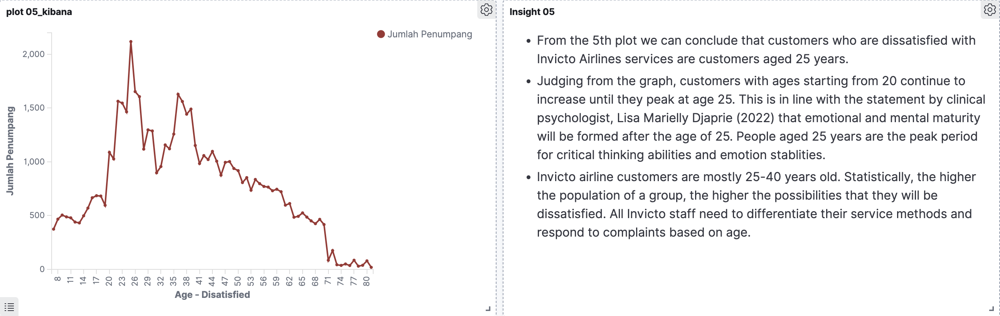 plot 05_kibana
Jumlah Penumpang
Jumlah Penumpang
2,000
1,500
1,000
500
0
8 11 14 17 20 23 26 29 32 35 38 41 44 47 50 53 56 59 62 65 68 71 74 77 80
Age - Disatisfied
Insight 05
From the 5th plot we can conclude that customers who are dissatisfied with
Invicto Airlines services are customers aged 25 years.
Judging from the graph, customers with ages starting from 20 continue to
increase until they peak at age 25. This is in line with the statement by clinical
psychologist, Lisa Marielly Djaprie (2022) that emotional and mental maturity
will be formed after the age of 25. People aged 25 years are the peak period
for critical thinking abilities and emotion stablities.
Invicto airline customers are mostly 25-40 years old. Statistically, the higher
the population of a group, the higher the possibilities that they will be
dissatisfied. All Invicto staff need to differentiate their service methods and
respond to complaints based on age.